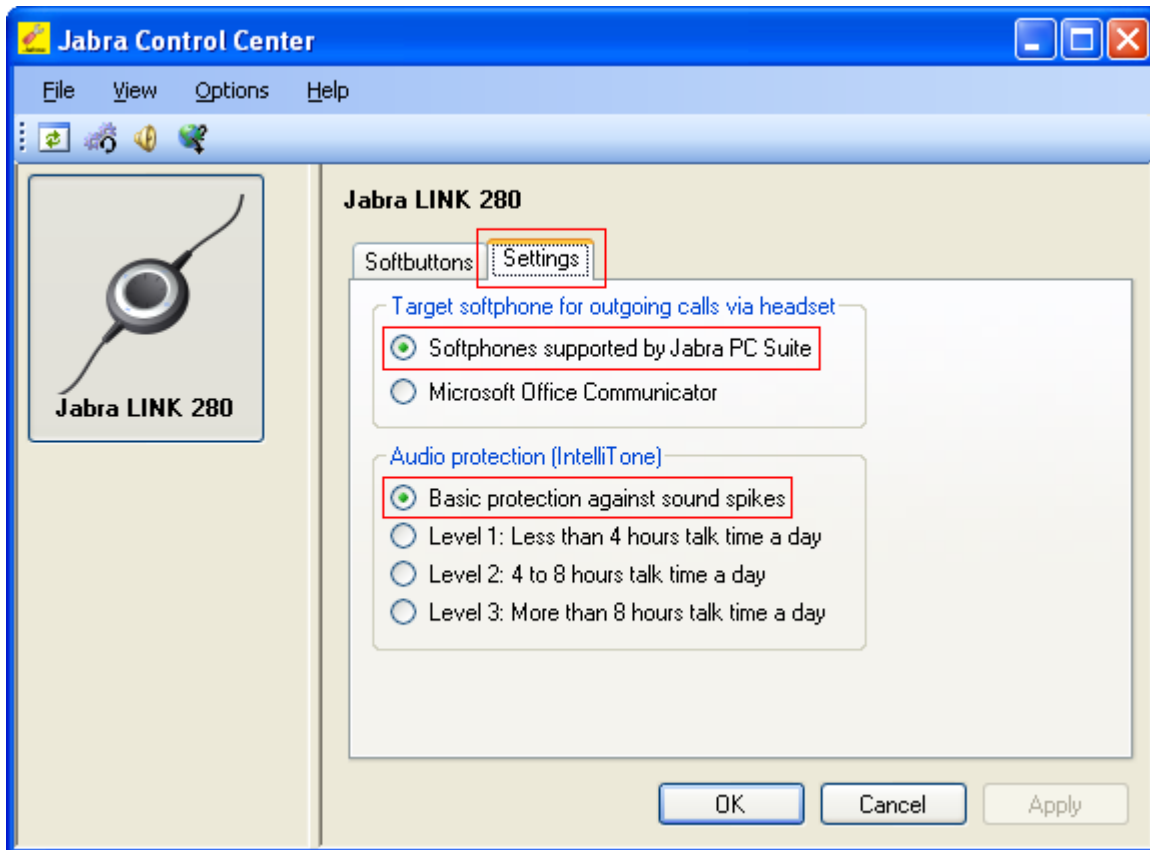 Jabra Control Center
File View Options Help
Jabra LINK 280
Jabra LINK 280
Softbuttons Settings
Target softphone for outgoing calls via headset
Softphones supported by Jabra PC Suite
Microsoft Office Communicator
Audio protection (IntelliTone)
Basic protection against sound spikes
Level 1: Less than 4 hours talk time a day
Level 2: 4 to 8 hours talk time a day
Level 3: More than 8 hours talk time a day
OK Cancel Apply